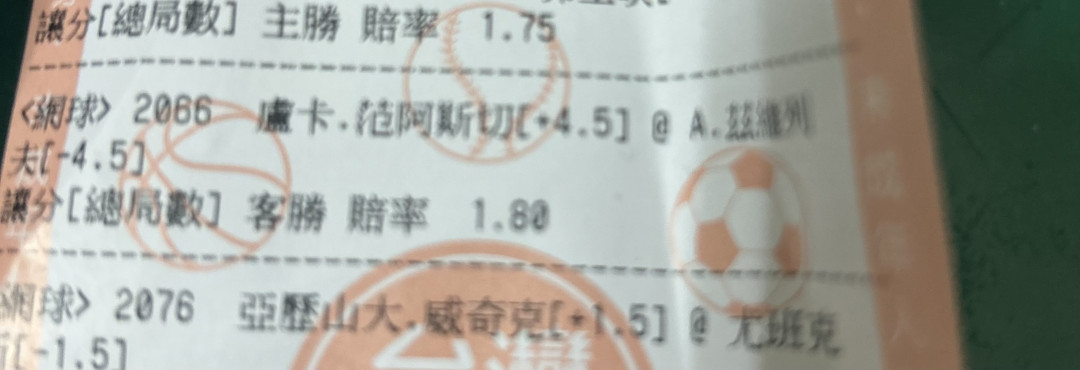 讓分[總局數] 主勝 賠率 1.75
<網球> 2066 盧卡.范阿斯切[+4.5] @ A.茲維列
夫[-4.5]
讓分[總局數] 客勝 賠率 1.80
網球> 2076 亞歷山大.威奇克[+1.5] @ 尤班克
[-1.5]
台灣